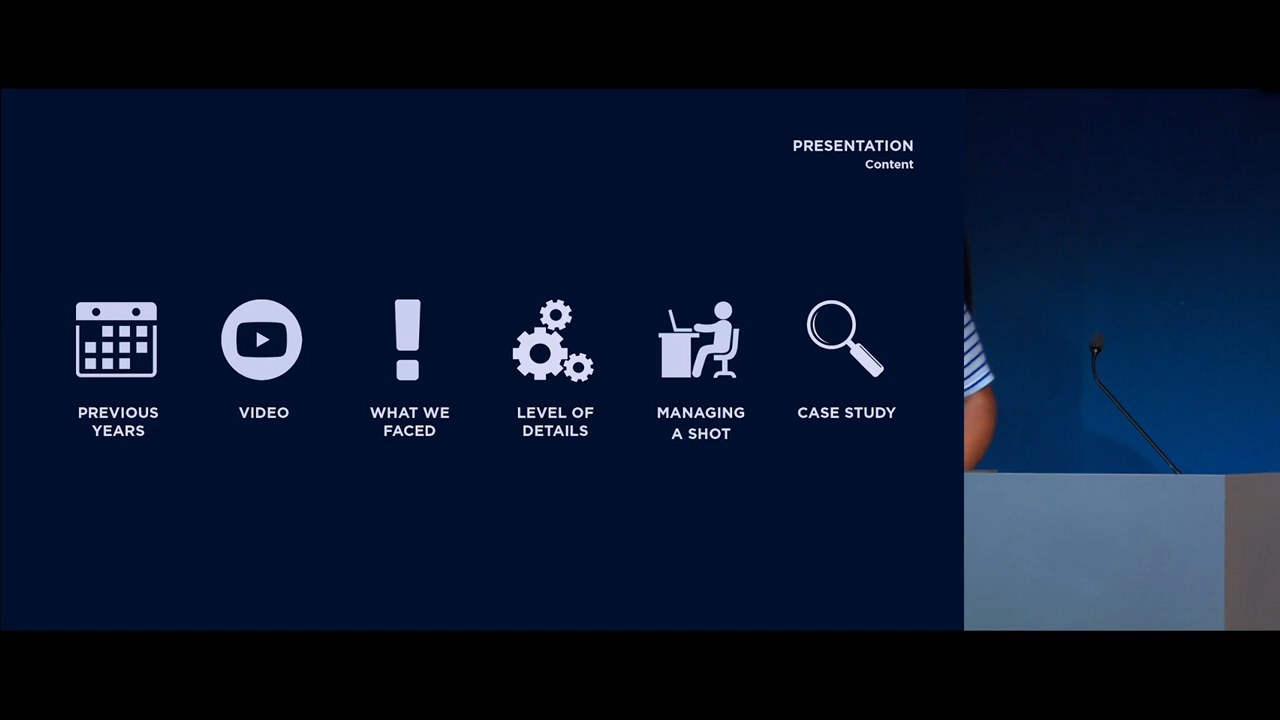 PRESENTATION
Content
PREVIOUS
YEARS
VIDEO
WHAT WE
FACED
LEVEL OF
DETAILS
MANAGING
A SHOT
CASE STUDY